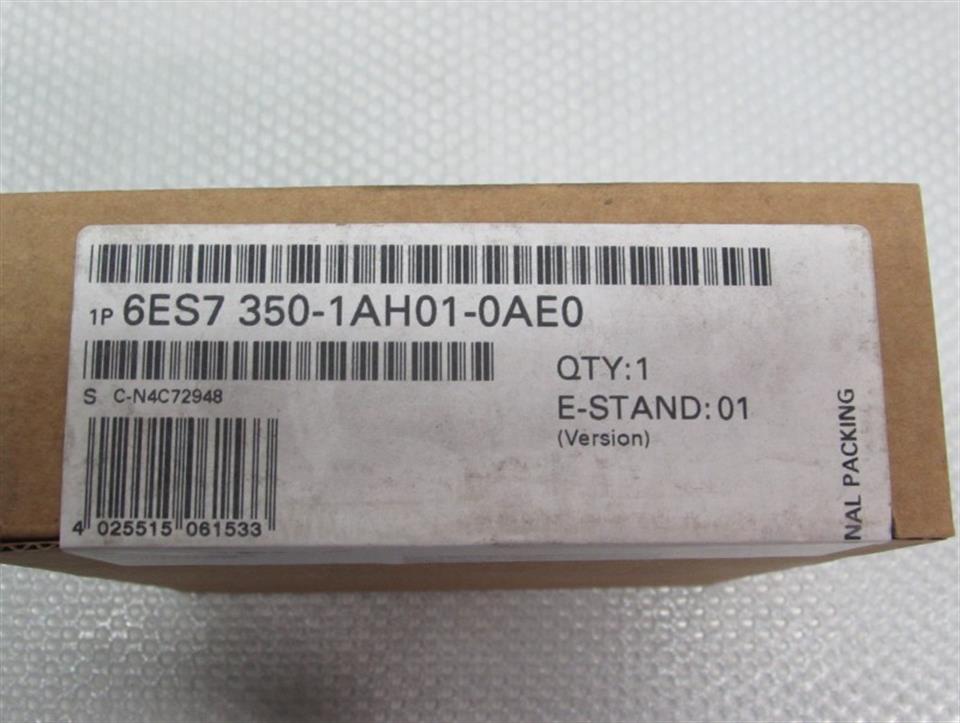 1P 6ES7 350-1AH01-0AE0
S C-N4C72948
QTY:1
E-STAND:01
(Version)
4 025515 061533
NAL PACKING